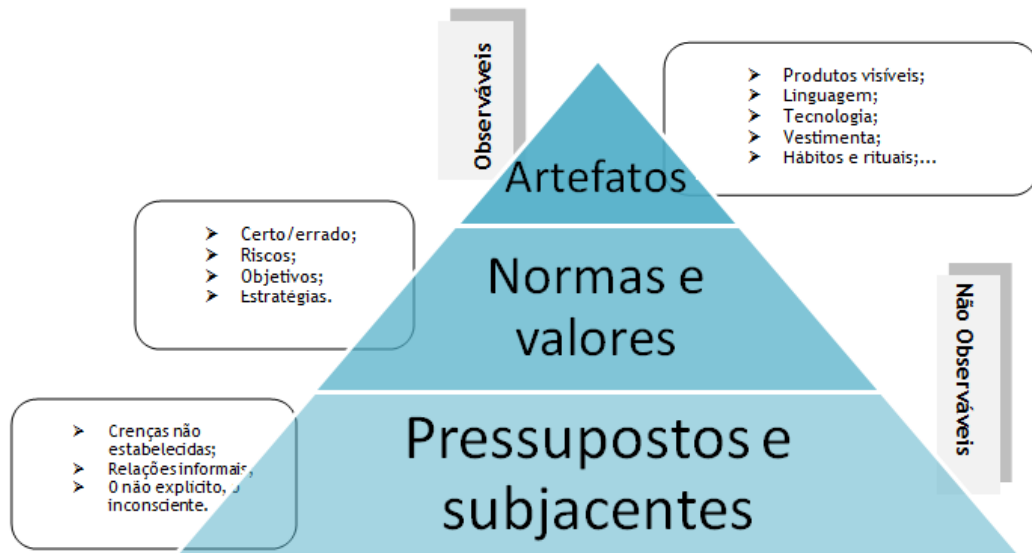 Observáveis
➤ Produtos visíveis;
➤ Linguagem;
➤ Tecnologia;
➤ Vestimenta;
➤ Hábitos e rituais;...
Artefatos
➤ Certo/errado;
➤ Riscos;
➤ Objetivos;
➤ Estratégias.
Normas e
valores
Não Observáveis
➤ Crenças não
estabelecidas;
➤ Relações informais;
➤ O não explícito, o
inconsciente.
Pressupostos e
subjacentes